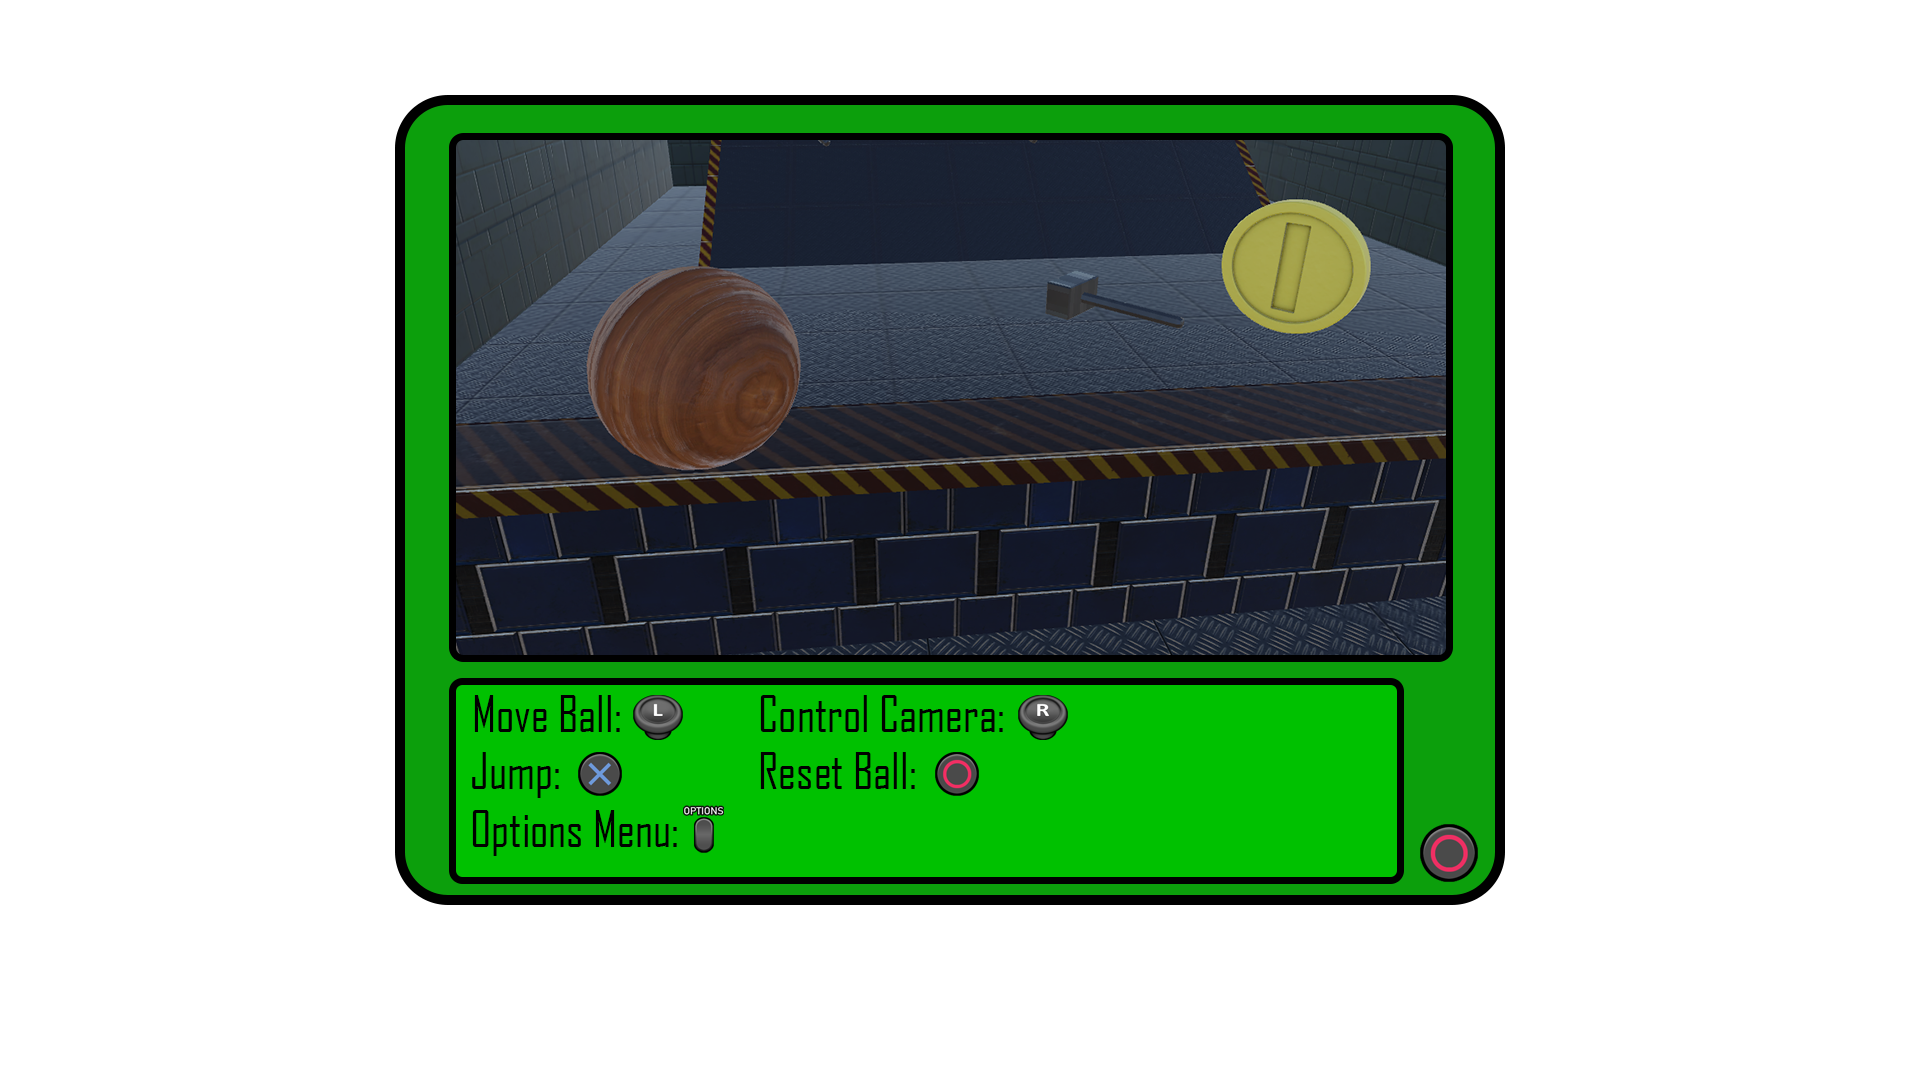 Move Ball: L Control Camera: R
Jump: Reset Ball:
OPTIONS
Options Menu: